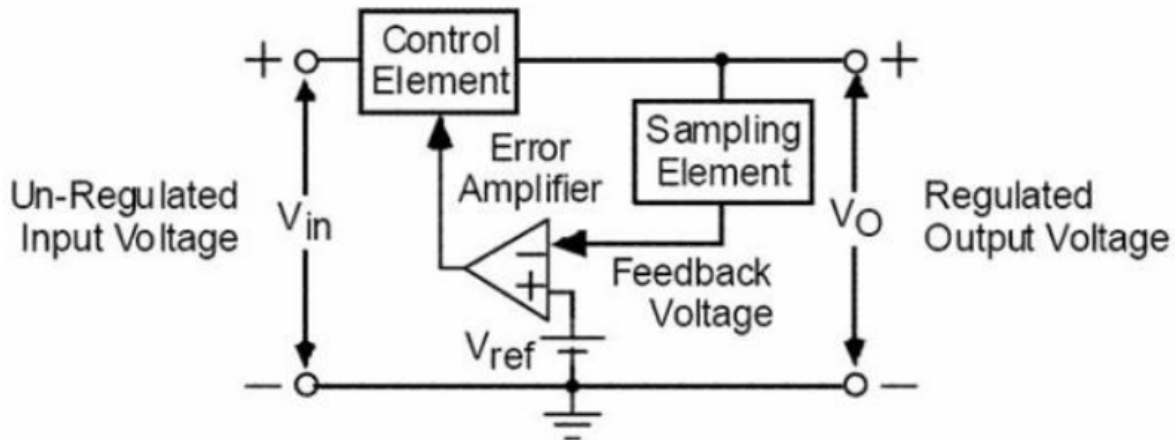 +
Control
Element
+
Sampling
Element
Error
Amplifier
Un-Regulated
Input Voltage
Vin
VO
Regulated
Output Voltage
−
+
Feedback
Voltage
Vref
−
−